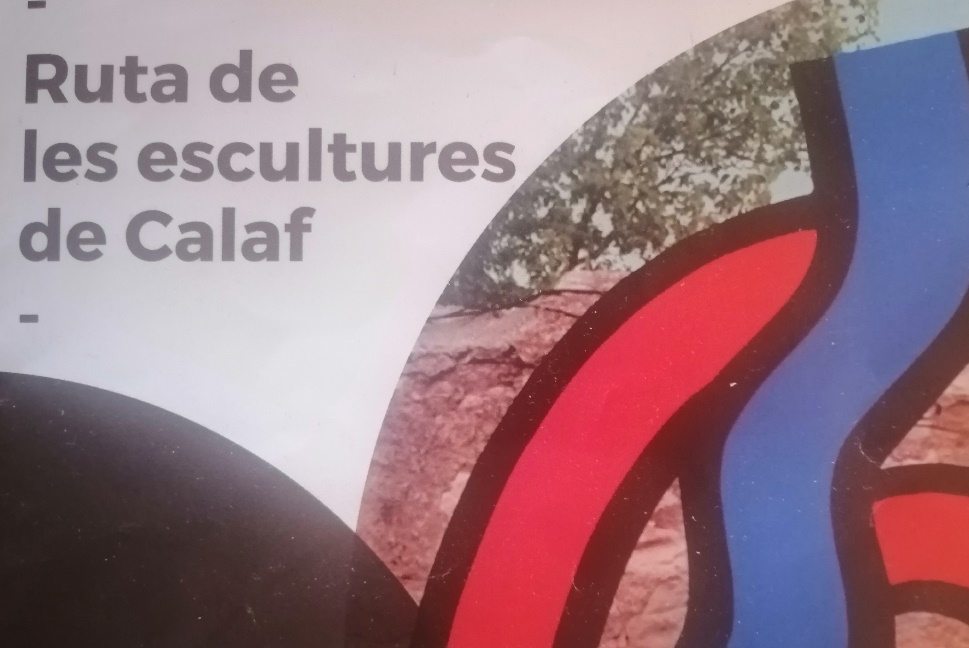 -
Ruta de
les escultures
de Calaf
-